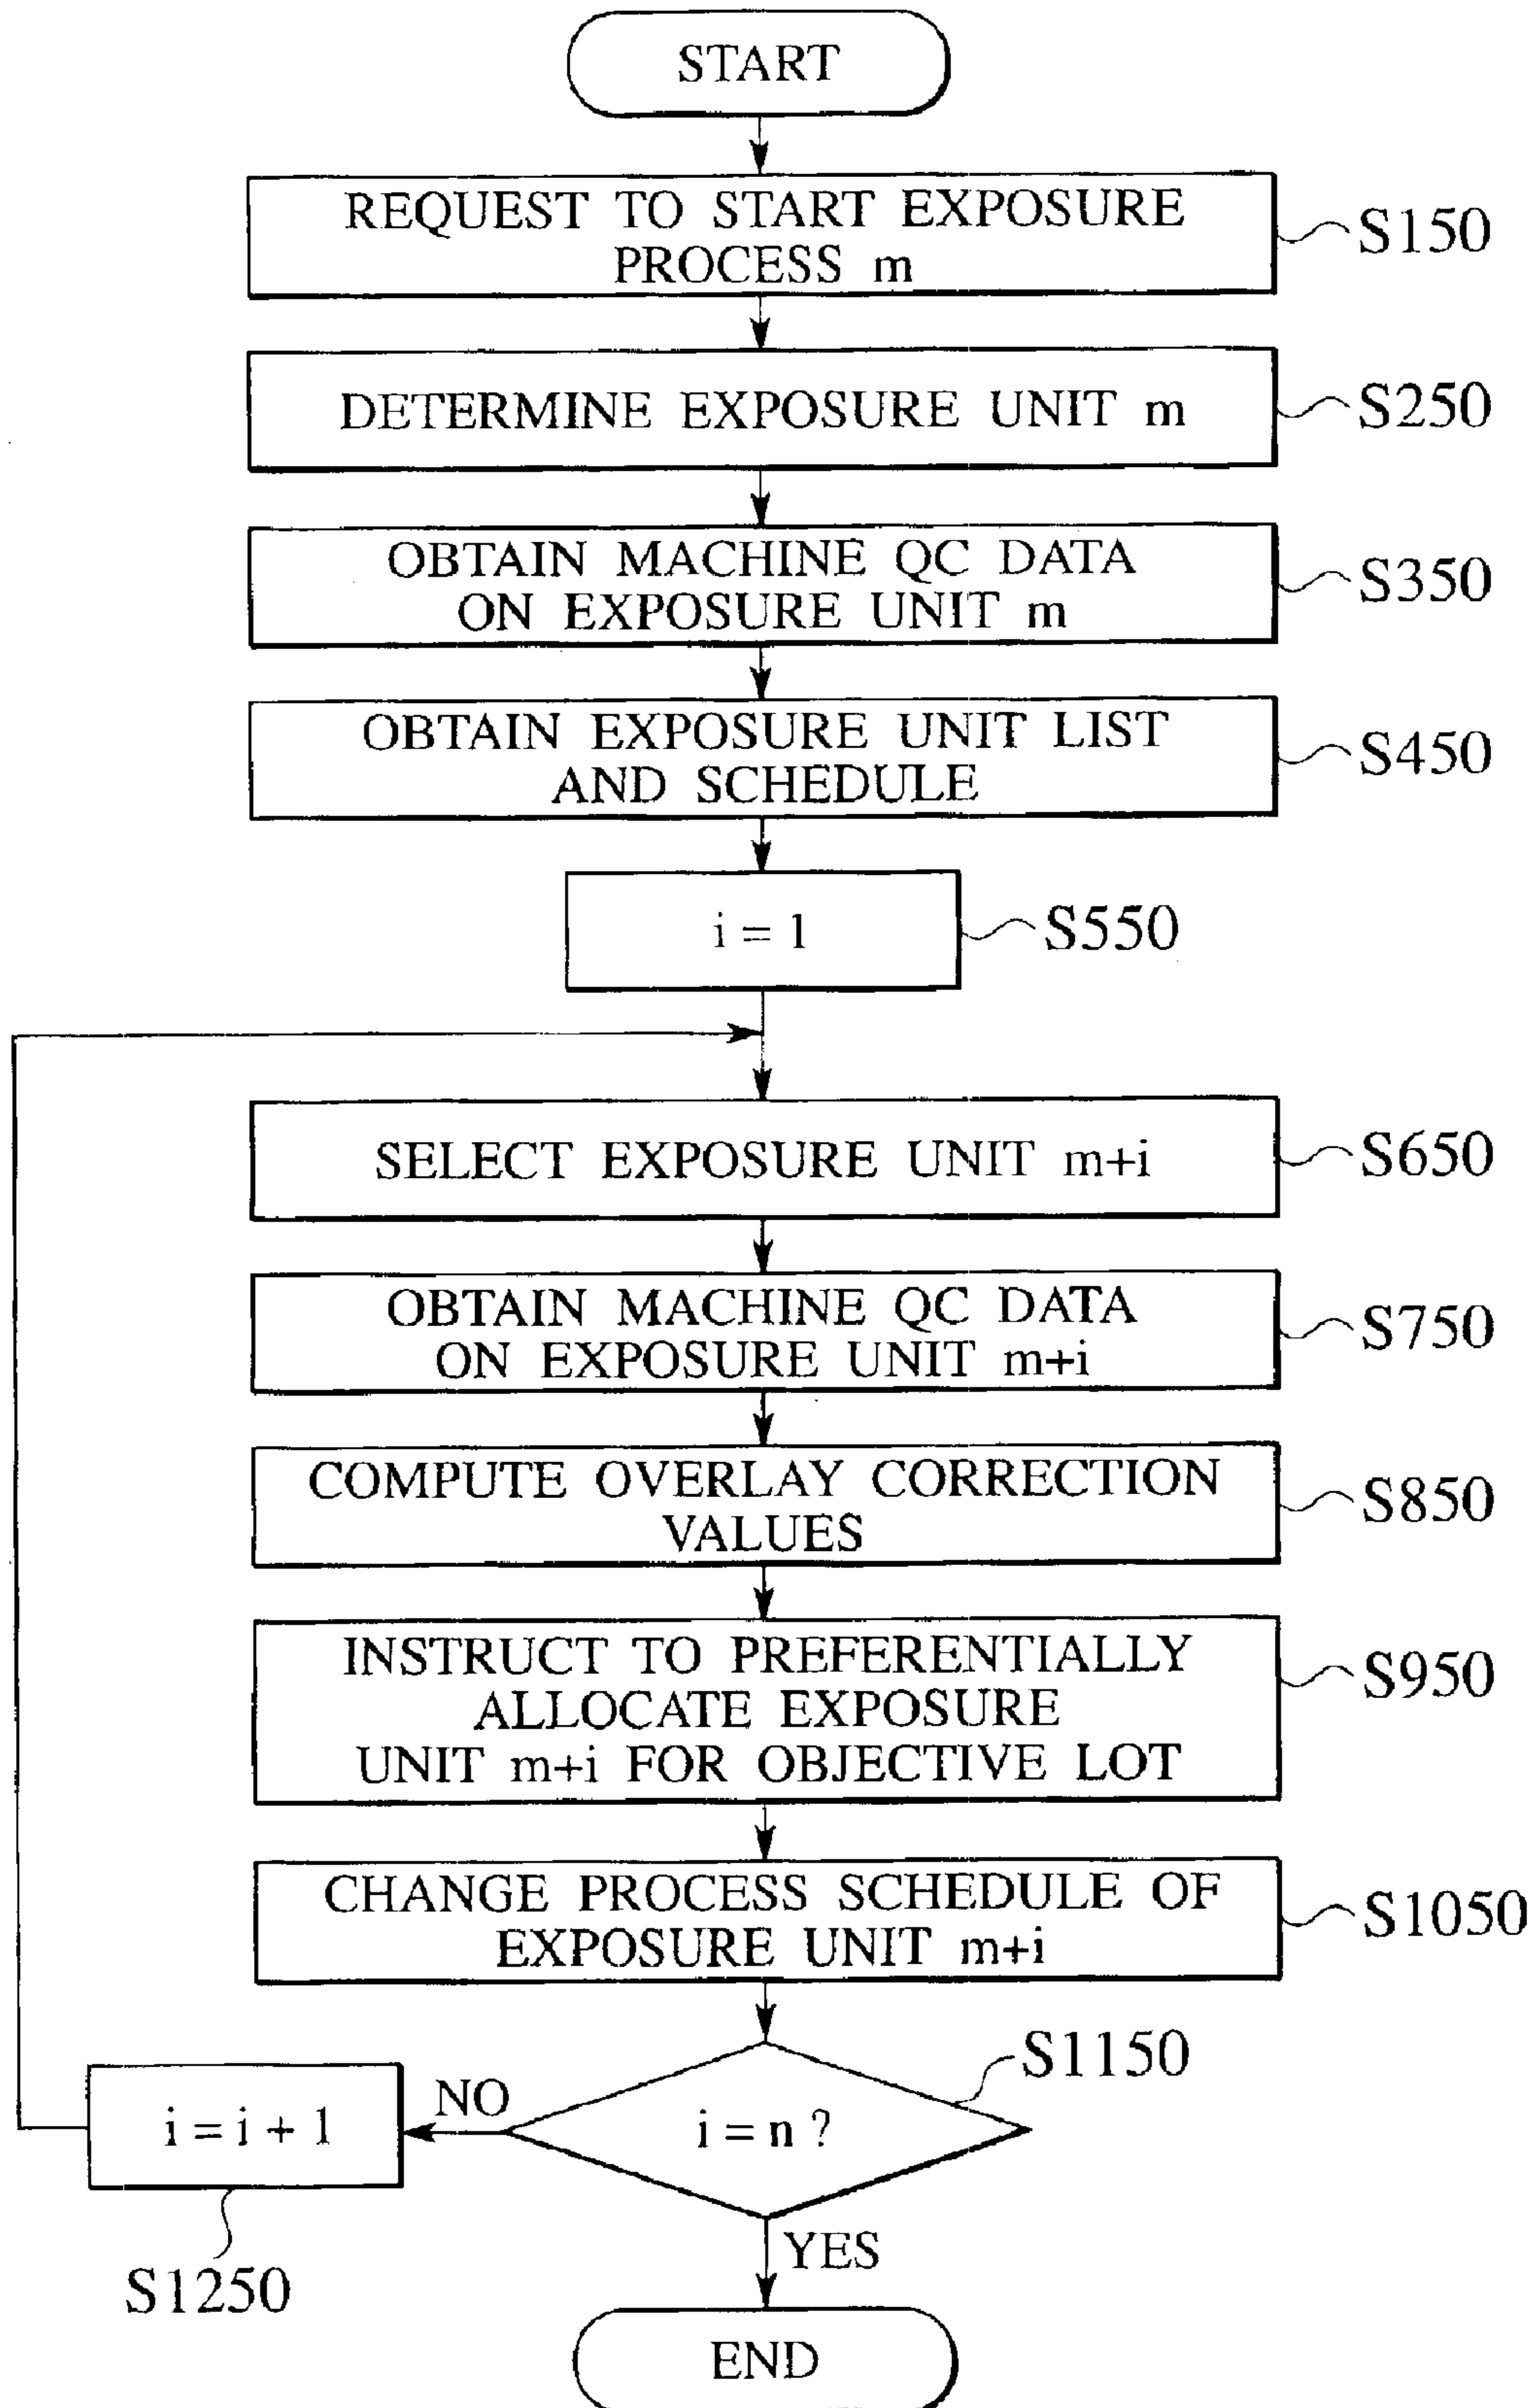 START
REQUEST TO START EXPOSURE
PROCESS m
S150
DETERMINE EXPOSURE UNIT m
S250
OBTAIN MACHINE QC DATA
ON EXPOSURE UNIT m
S350
OBTAIN EXPOSURE UNIT LIST
AND SCHEDULE
S450
i = 1
S550
SELECT EXPOSURE UNIT m+i
S650
OBTAIN MACHINE QC DATA
ON EXPOSURE UNIT m+i
S750
COMPUTE OVERLAY CORRECTION
VALUES
S850
INSTRUCT TO PREFERENTIALLY
ALLOCATE EXPOSURE
UNIT m+i FOR OBJECTIVE LOT
S950
CHANGE PROCESS SCHEDULE OF
EXPOSURE UNIT m+i
S1050
S1150
i = n ?
NO
i = i + 1
S1250
YES
END